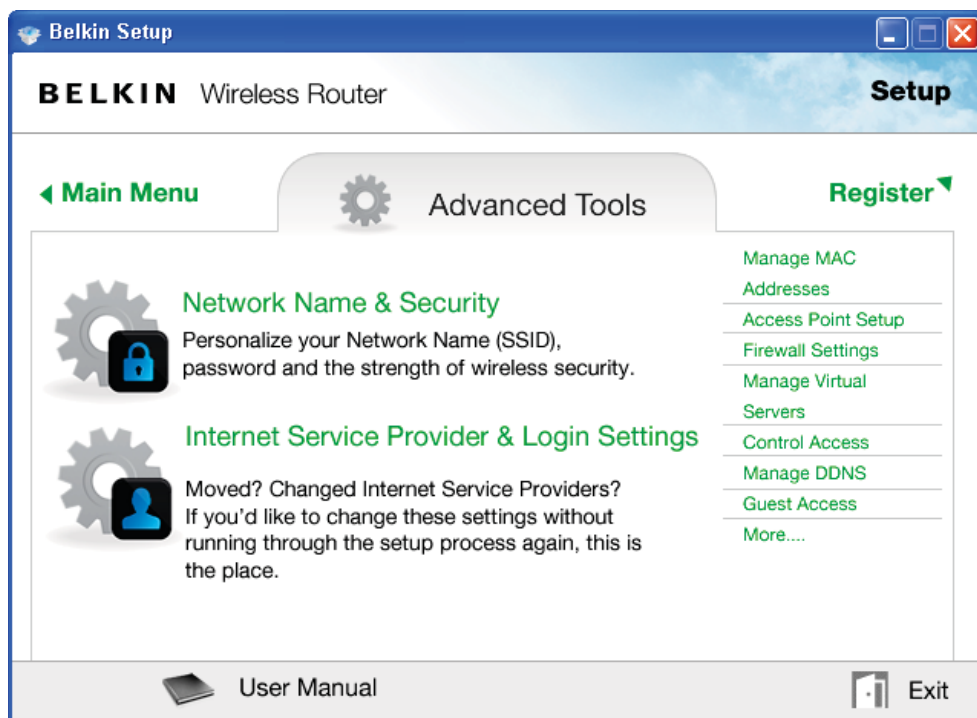 Belkin Setup
BELKIN Wireless Router
Setup
Main Menu
Advanced Tools
Register
Network Name & Security
Personalize your Network Name (SSID),
password and the strength of wireless security.
Internet Service Provider & Login Settings
Moved? Changed Internet Service Providers?
If you'd like to change these settings without
running through the setup process again, this is
the place.
Manage MAC
Addresses
Access Point Setup
Firewall Settings
Manage Virtual
Servers
Control Access
Manage DDNS
Guest Access
More....
User Manual
Exit